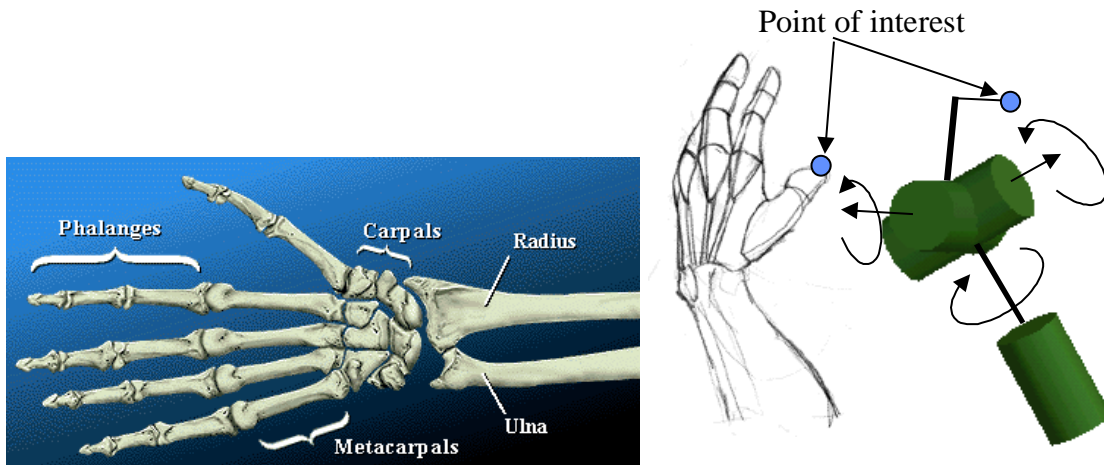 Point of interest
Phalanges
Carpals
Radius
Ulna
Metacarpals